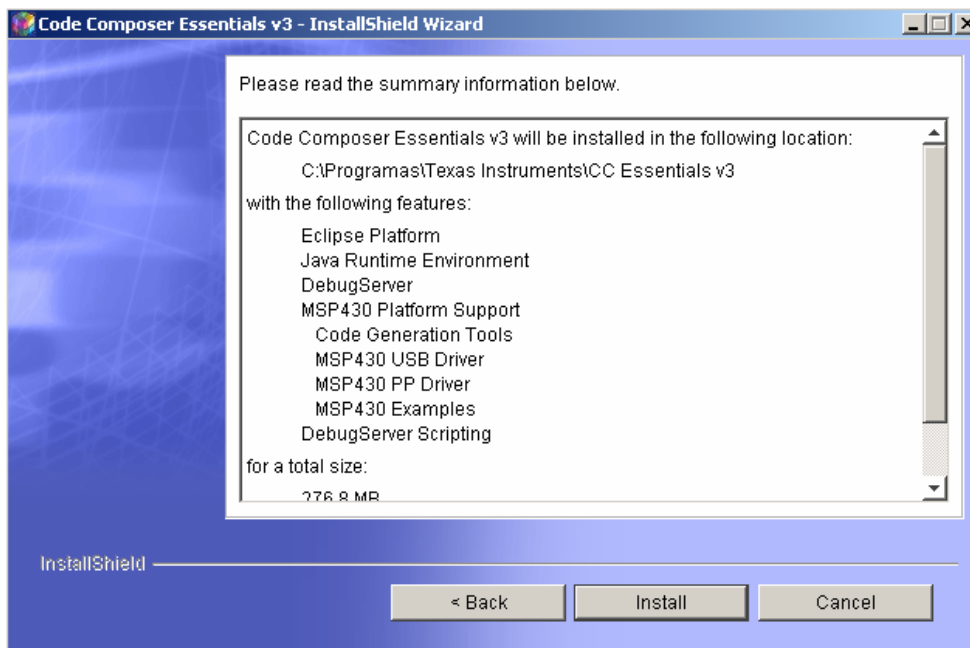 Code Composer Essentials v3 - InstallShield Wizard
Please read the summary information below.
Code Composer Essentials v3 will be installed in the following location:
C:\Programas\Texas Instruments\CC Essentials v3
with the following features:
Eclipse Platform
Java Runtime Environment
DebugServer
MSP430 Platform Support
Code Generation Tools
MSP430 USB Driver
MSP430 PP Driver
MSP430 Examples
DebugServer Scripting
for a total size:
276.8 MB
InstallShield
< Back
Install
Cancel